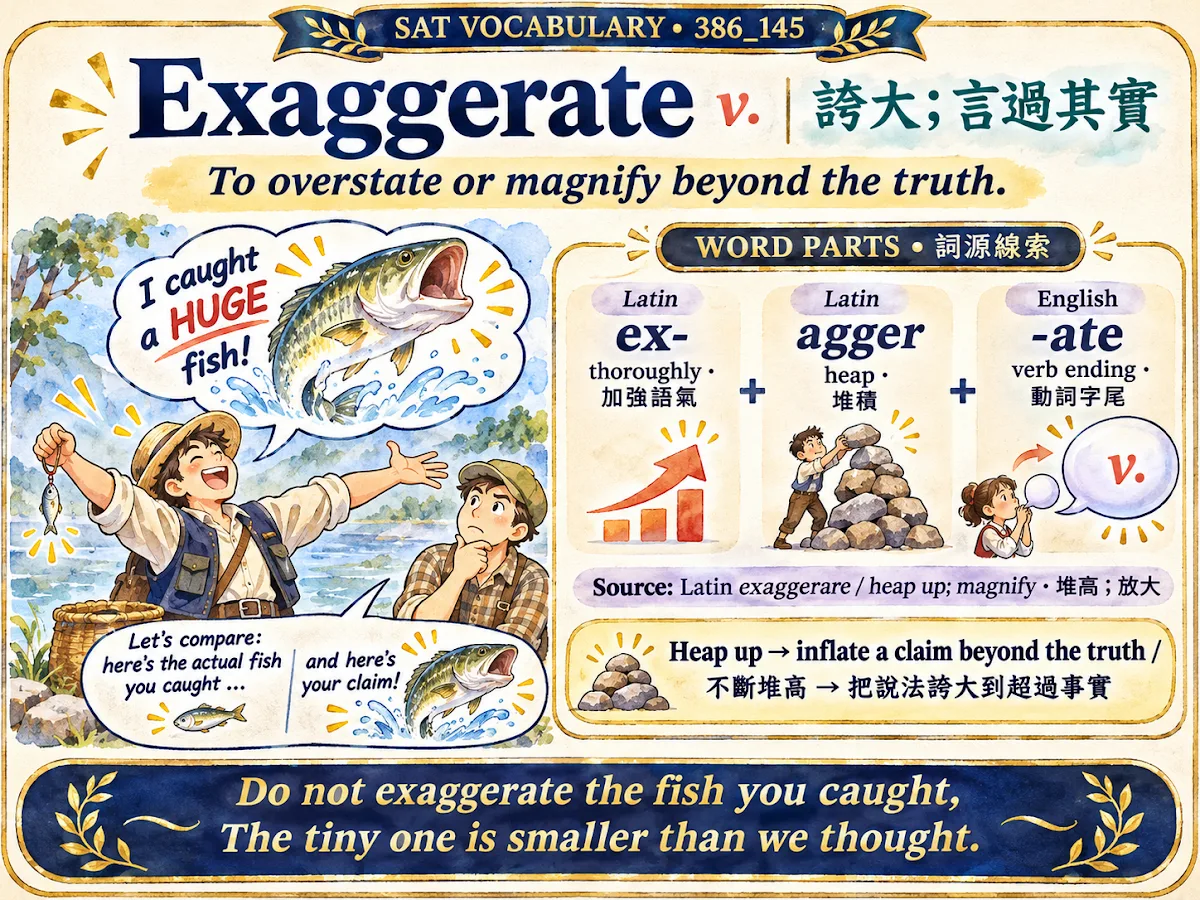 SAT VOCABULARY • 386_145
Exaggerate v. 誇大；言過其實
To overstate or magnify beyond the truth.
I caught
a HUGE
fish!
Let's compare:
here's the actual fish
you caught ...
and here's
your claim!
WORD PARTS • 詞源線索
Latin
ex-
thoroughly •
加強語氣
+
Latin
agger
heap •
堆積
+
English
-ate
verb ending •
動詞字尾
v.
Source: Latin exaggerare / heap up; magnify • 堆高；放大
Heap up → inflate a claim beyond the truth /
不斷堆高 → 把說法誇大到超過事實
Do not exaggerate the fish you caught,
The tiny one is smaller than we thought.